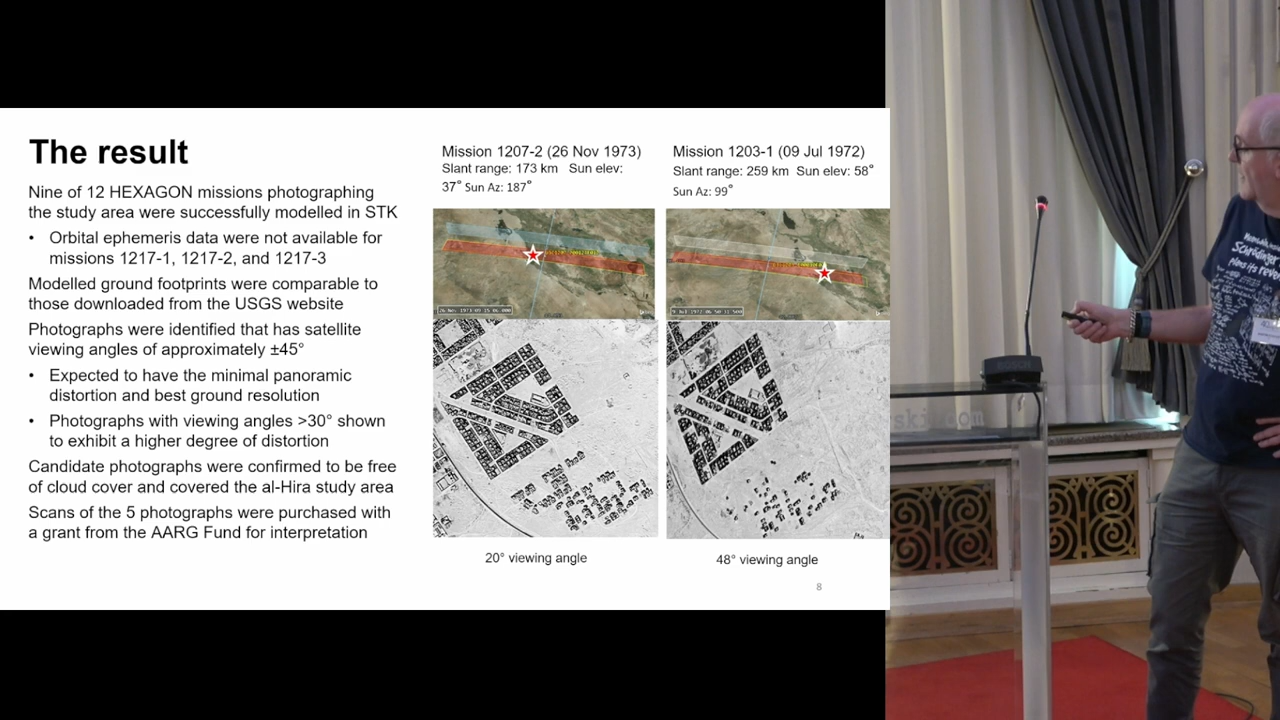 The result
Nine of 12 HEXAGON missions photographing
the study area were successfully modelled in STK
• Orbital ephemeris data were not available for
missions 1217-1, 1217-2, and 1217-3
Modelled ground footprints were comparable to
those downloaded from the USGS website
Photographs were identified that has satellite
viewing angles of approximately ±45°
• Expected to have the minimal panoramic
distortion and best ground resolution
• Photographs with viewing angles >30° shown
to exhibit a higher degree of distortion
Candidate photographs were confirmed to be free
of cloud cover and covered the al-Hira study area
Scans of the 5 photographs were purchased with
a grant from the AARG Fund for interpretation
Mission 1207-2 (26 Nov 1973)
Slant range: 173 km Sun elev:
37° Sun Az: 187°
20° viewing angle
Mission 1203-1 (09 Jul 1972)
Slant range: 259 km Sun elev: 58°
Sun Az: 99°
48° viewing angle
8